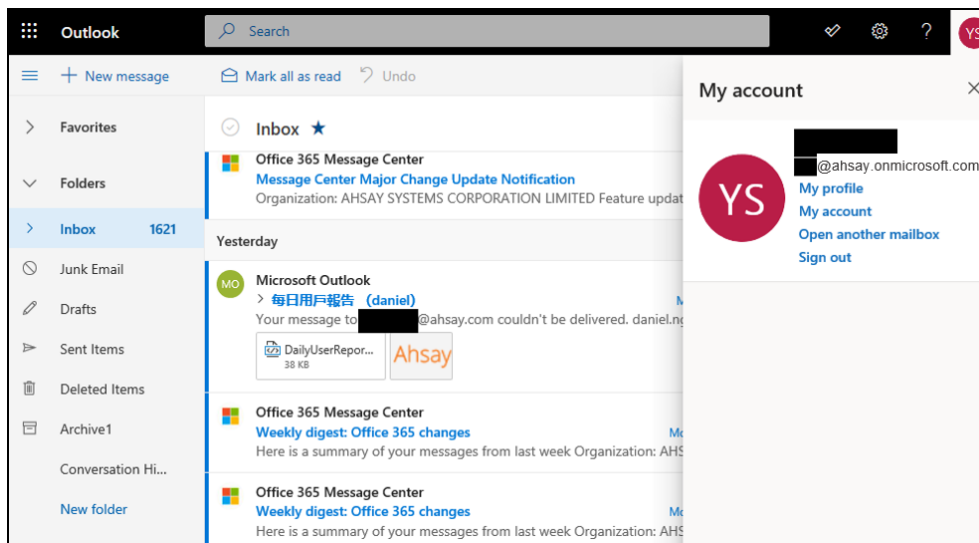 Outlook
Search
YS
New message
Mark all as read
Undo
My account
Favorites
Inbox
Folders
Office 365 Message Center
Message Center Major Change Update Notification
Organization: AHSAY SYSTEMS CORPORATION LIMITED Feature updat
@ahsay.onmicrosoft.com
YS
My profile
My account
Open another mailbox
Sign out
Inbox 1621
Yesterday
Junk Email
Drafts
Sent Items
Deleted Items
Archive1
Conversation Hi...
New folder
MO
Microsoft Outlook
> 每日用戶報告 (daniel)
Your message to @ahsay.com couldn't be delivered. daniel.ng
DailyUserRepor...
38 KB
Ahsay
Office 365 Message Center
Weekly digest: Office 365 changes
Mo
Here is a summary of your messages from last week Organization: AHS
Office 365 Message Center
Weekly digest: Office 365 changes
Mo
Here is a summary of your messages from last week Organization: AHS